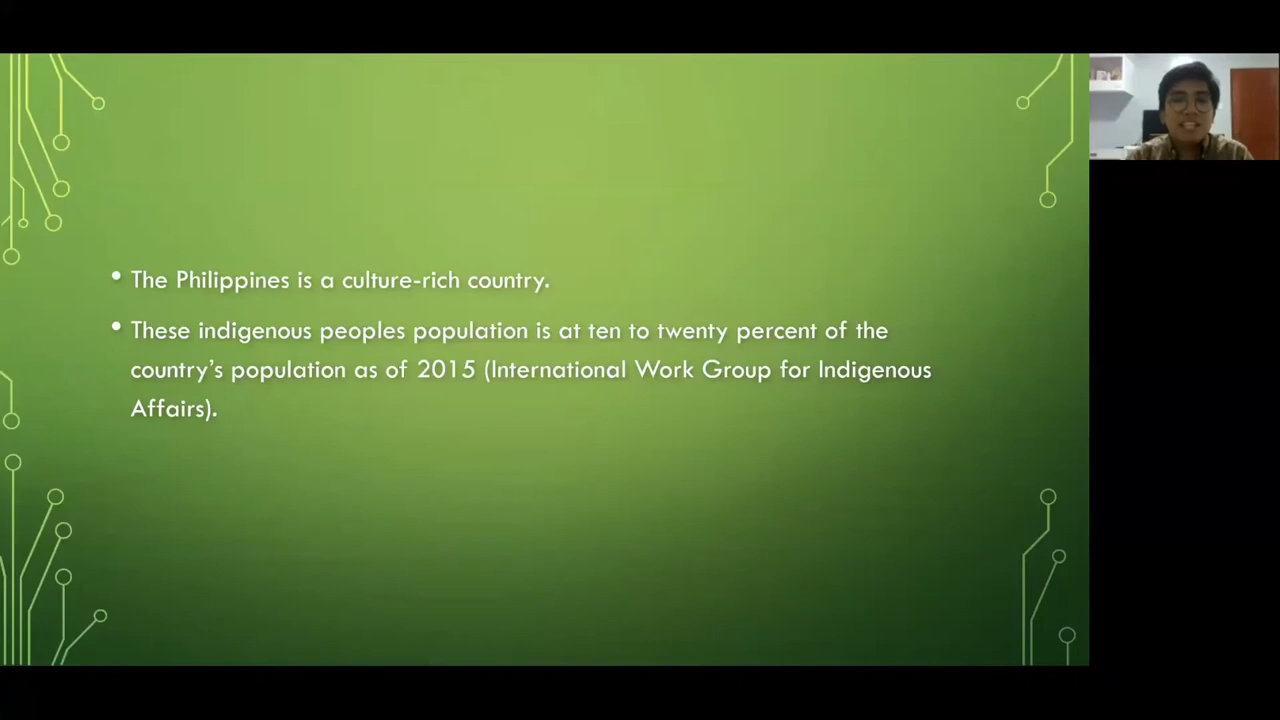 • The Philippines is a culture-rich country.
• These indigenous peoples population is at ten to twenty percent of the
country’s population as of 2015 (International Work Group for Indigenous
Affairs).